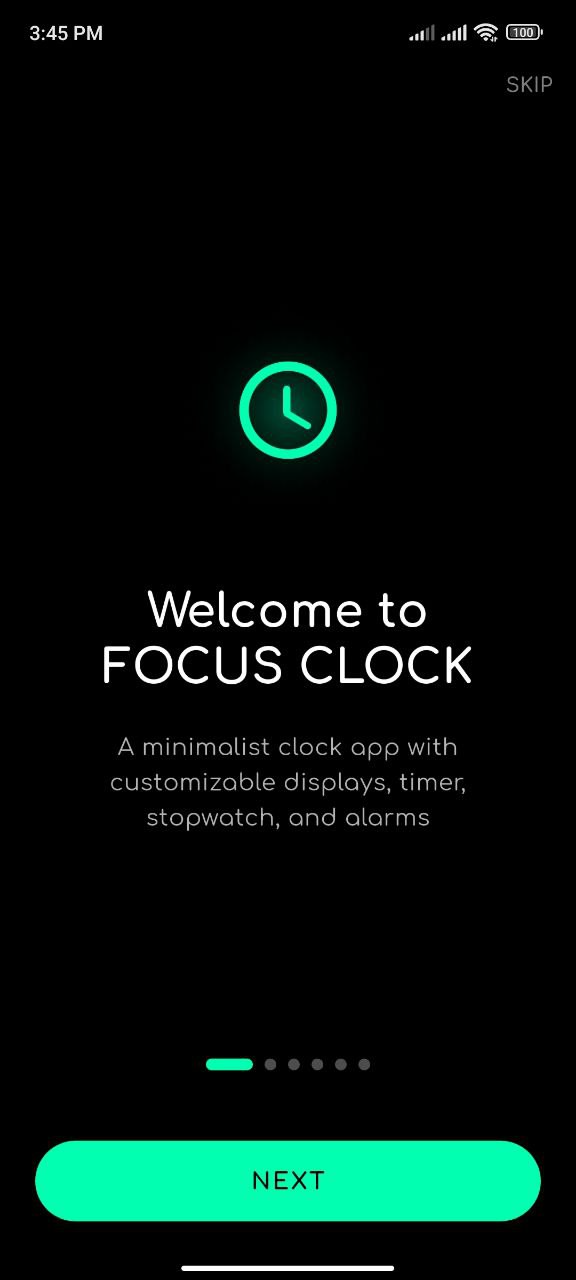 3:45 PM
100
SKIP
Welcome to
FOCUS CLOCK
A minimalist clock app with
customizable displays, timer,
stopwatch, and alarms
NEXT